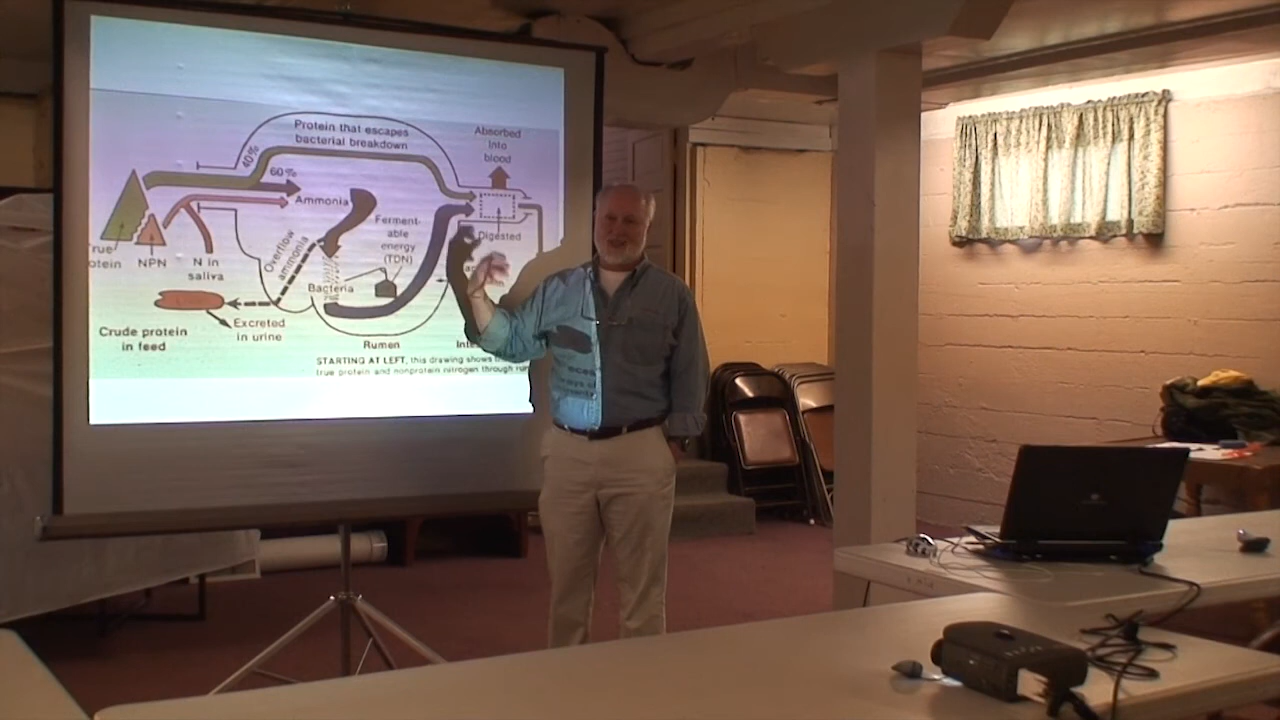 Protein that escapes
bacterial breakdown
Absorbed
into
blood
40%
60%
Ammonia
Ferment-
able
energy
(TDN)
Digested
NPN
N in
saliva
Overflow
ammonia
Bacteria
Excreted
in urine
Crude protein
in feed
Rumen
STARTING AT LEFT, this drawing shows
true protein and nonprotein nitrogen through